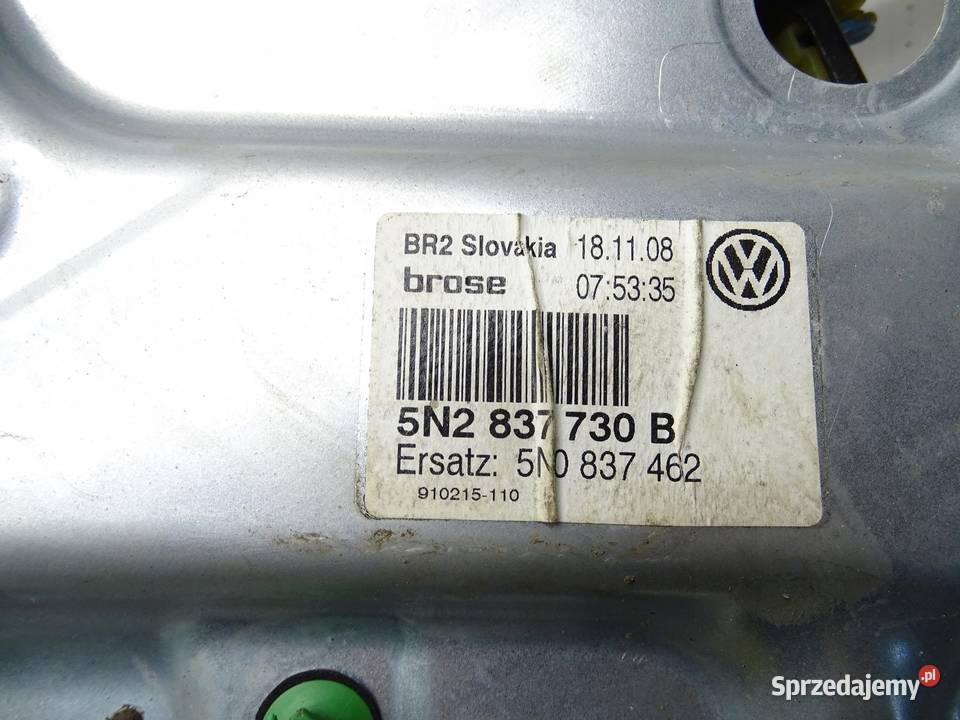 BR2 Slovakia 18.11.08
brose 07:53:35
5N2 837 730 B
Ersatz: 5N0 837 462
910215-110
Sprzedajemy.pl